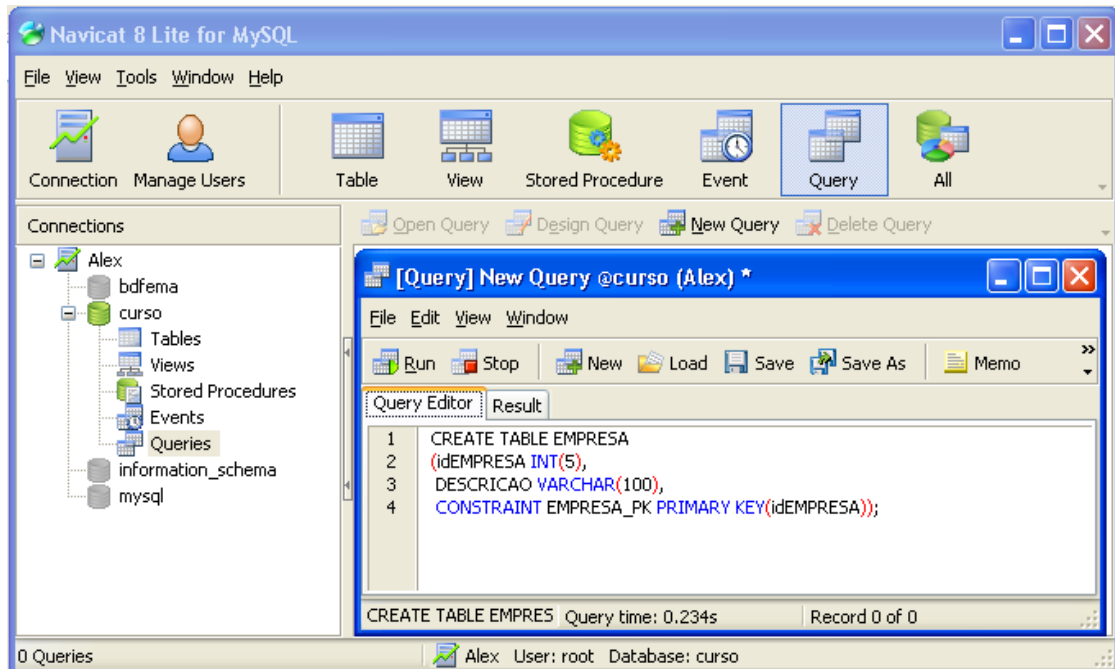 Navicat 8 Lite for MySQL
File View Tools Window Help
Connection Manage Users Table View Stored Procedure Event Query All
Connections
Open Query Design Query New Query Delete Query
Alex
bdfema
curso
Tables
Views
Stored Procedures
Events
Queries
information_schema
mysql
[Query] New Query @curso (Alex) *
File Edit View Window
Run Stop New Load Save Save As Memo
Query Editor Result
1 CREATE TABLE EMPRESA
2 (idEMPRESA INT(5),
3 DESCRICAO VARCHAR(100),
4 CONSTRAINT EMPRESA_PK PRIMARY KEY(idEMPRESA));
CREATE TABLE EMPRES Query time: 0.234s Record 0 of 0
0 Queries Alex User: root Database: curso